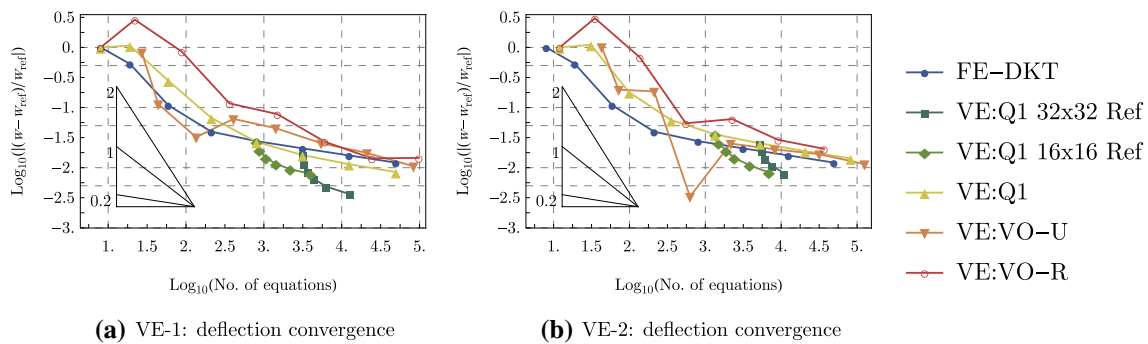 Log10(|(w−wref)/wref|)
0.5
0.
−0.5
−1.
−1.5
−2.
−2.5
−3.
2
1
0.2
1. 1.5 2. 2.5 3. 3.5 4. 4.5 5.
Log10(No. of equations)
(a) VE-1: deflection convergence
Log10(|(w−wref)/wref|)
0.5
0.
−0.5
−1.
−1.5
−2.
−2.5
−3.
2
1
0.2
1. 1.5 2. 2.5 3. 3.5 4. 4.5 5.
Log10(No. of equations)
(b) VE-2: deflection convergence
FE−DKT
VE:Q1 32x32 Ref
VE:Q1 16x16 Ref
VE:Q1
VE:VO−U
VE:VO−R